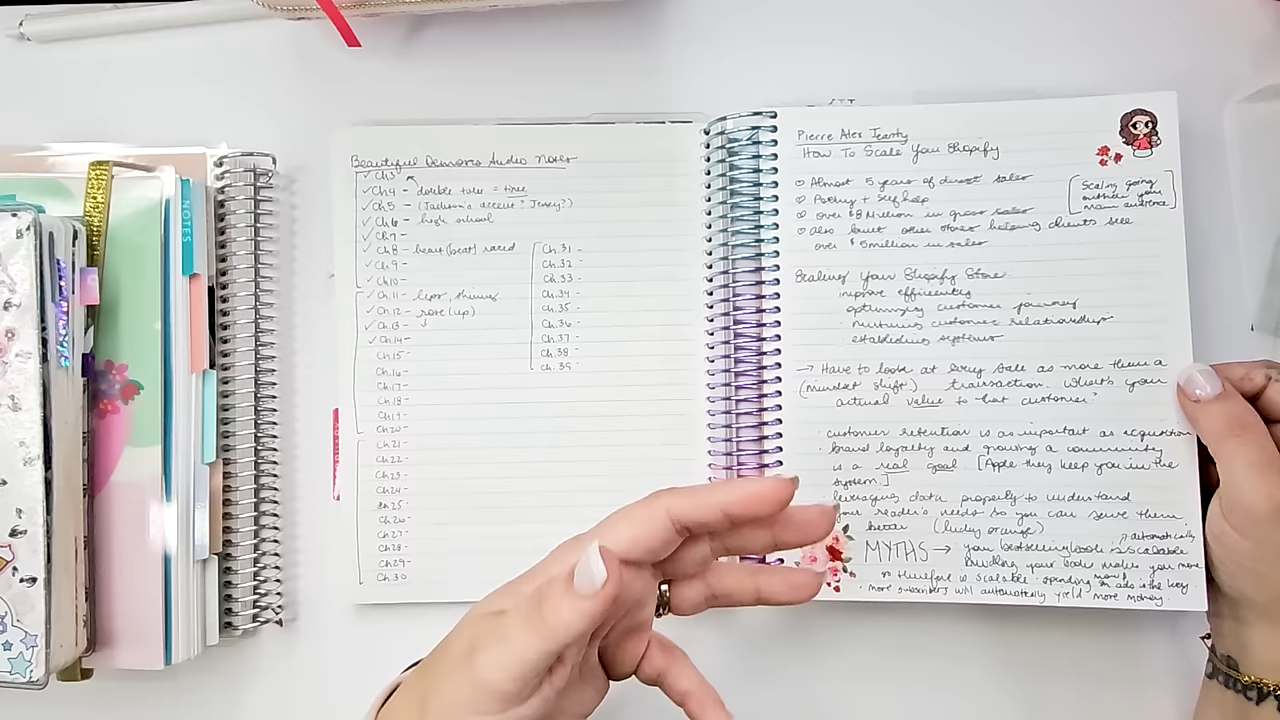 NOTES
Beautiful Demons Audio Notes
✓ Ch3
✓ Ch4 - double tree = tree
✓ Ch5 - (Jackson's accent? Jersey?)
✓ Ch6 - high school
✓ Ch7 -
✓ Ch8 - heart(beat) raced
✓ Ch9 -
✓ Ch10 -
✓ Ch11 - lips,
✓ Ch12 - rose (up)
✓ Ch13 -
✓ Ch14 -
Ch15 -
Ch16 -
Ch17 -
Ch18 -
Ch19 -
Ch20 -
Ch21 -
Ch22 -
Ch23 -
Ch24 -
Ch25 -
Ch26 -
Ch27 -
Ch28 -
Ch29 -
Ch30 -
Ch.31 -
Ch.32 -
Ch.33 -
Ch.34 -
Ch.35 -
Ch.36 -
Ch.37 -
Ch.38 -
Ch.39 -
Pierre Alex Jeanty
How To Scale Your Shopify
Almost 5 years of direct sales
Poetry + self help
over $8 Million in gross sales
also built other stores helping clients see
over $5million in sales
[Scaling going
outside your
main audience]
Scaling Your Shopify Store:
improve efficiency
optimizing customer journey
nurturing customer relationships
establishing systems
→ Have to look at every sale as more than a
(mindset shift) transaction. What's your
actual value to that customer?
· customer retention is as important as acquisition
· brand loyalty and growing a community
is a real goal [Apple they keep you in the
system.]
· leveraging data properly to understand
your reader's needs so you can serve them
better (lucky orange)
MYTHS → you bestselling book is scalable
automatically
building your book makes you more
therefore is scalable · spending more $ on ads is the key
· more subscribers will automatically yield more money.